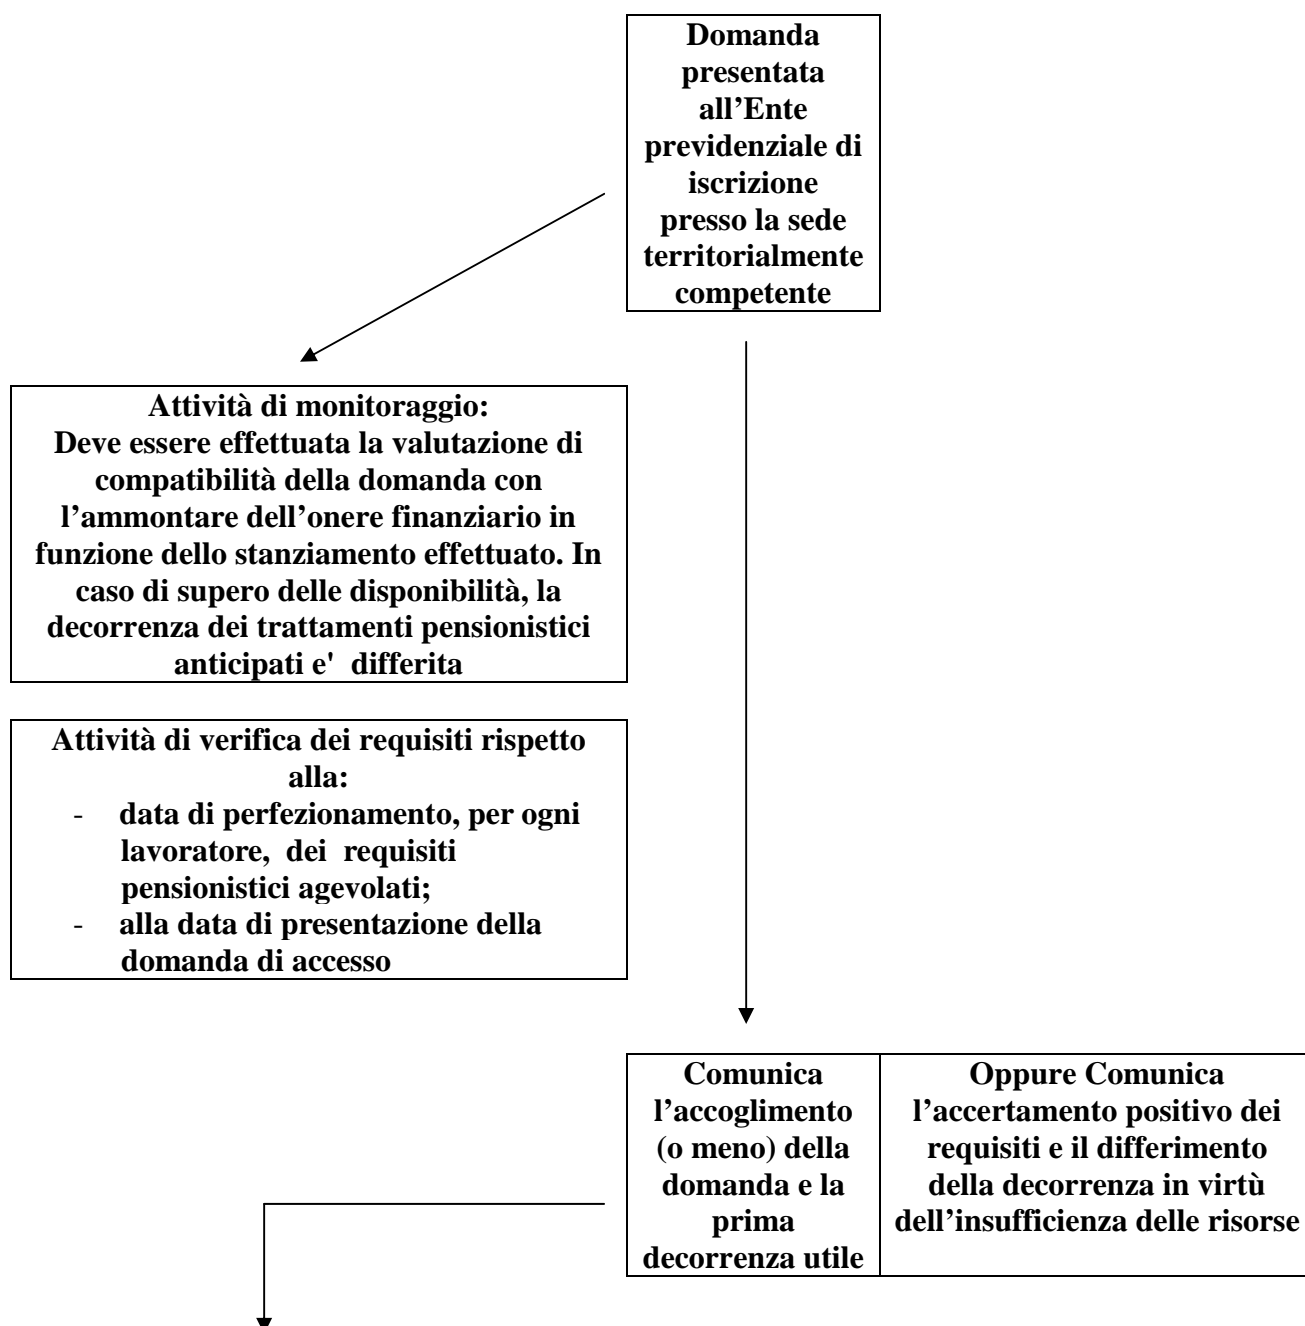 Domanda
presentata
all’Ente
previdenziale di
iscrizione
presso la sede
territorialmente
competente
Attività di monitoraggio:
Deve essere effettuata la valutazione di
compatibilità della domanda con
l’ammontare dell’onere finanziario in
funzione dello stanziamento effettuato. In
caso di supero delle disponibilità, la
decorrenza dei trattamenti pensionistici
anticipati e' differita
Attività di verifica dei requisiti rispetto
alla:
- data di perfezionamento, per ogni
lavoratore, dei requisiti
pensionistici agevolati;
- alla data di presentazione della
domanda di accesso
Comunica
l’accoglimento
(o meno) della
domanda e la
prima
decorrenza utile
Oppure Comunica
l’accertamento positivo dei
requisiti e il differimento
della decorrenza in virtù
dell’insufficienza delle risorse